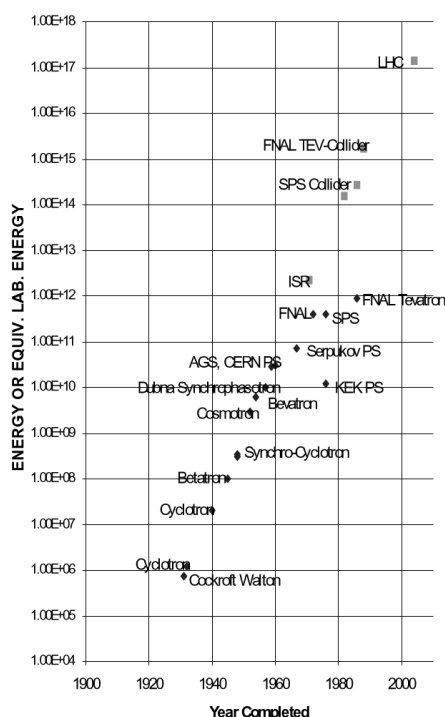 1.00E+18
1.00E+17
1.00E+16
1.00E+15
1.00E+14
1.00E+13
1.00E+12
1.00E+11
1.00E+10
1.00E+09
1.00E+08
1.00E+07
1.00E+06
1.00E+05
1.00E+04
ENERGY OR EQUIV. LAB. ENERGY
LHC
FNAL TEV-Collider
SPS Collider
ISR
FNAL Tevatron
FNAL
SPS
Serpukov PS
AGS, CERN PS
Dubna Synchrophasotron
KEK PS
Bevatron
Cosmotron
Synchro-Cyclotron
Betatron
Cyclotron
Cyclotron
Cockroft Walton
1900 1920 1940 1960 1980 2000
Year Completed